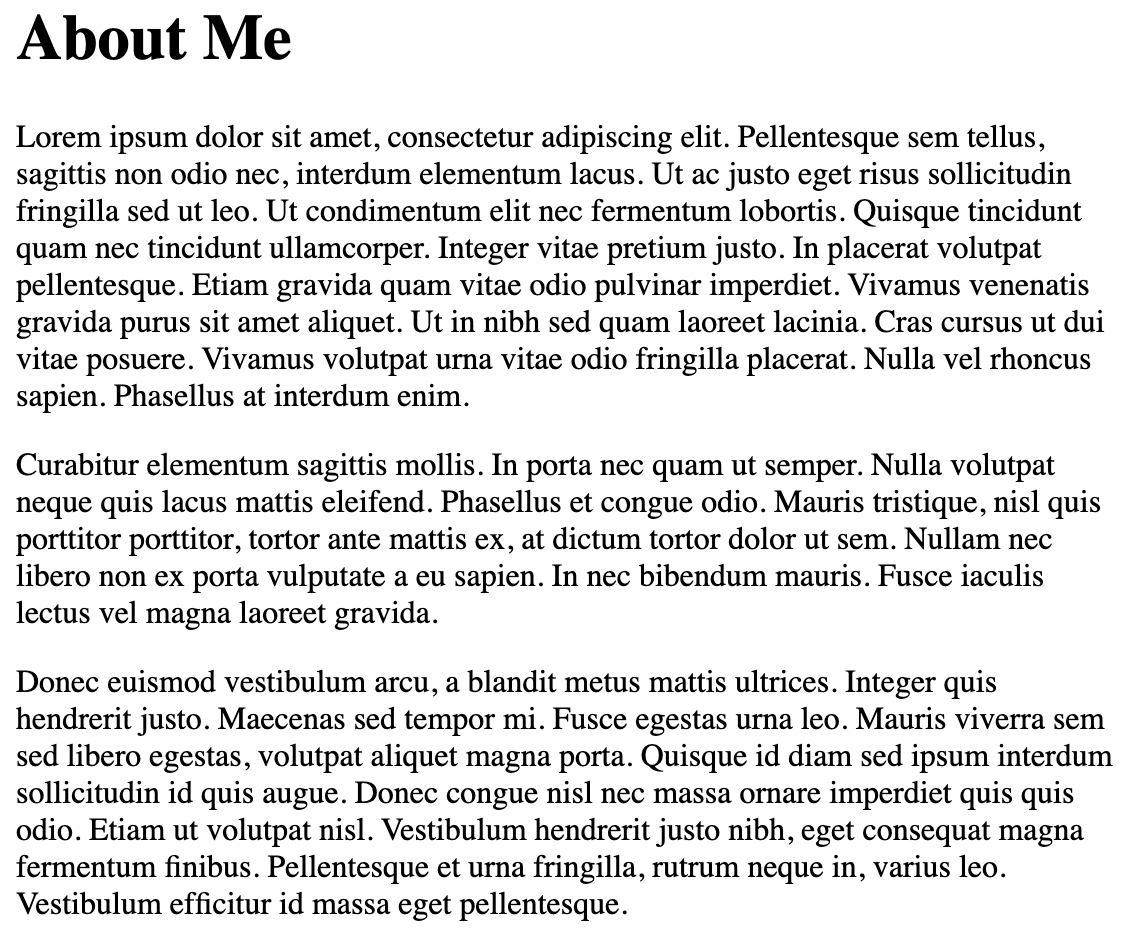 About Me
Lorem ipsum dolor sit amet, consectetur adipiscing elit. Pellentesque sem tellus,
sagittis non odio nec, interdum elementum lacus. Ut ac justo eget risus sollicitudin
fringilla sed ut leo. Ut condimentum elit nec fermentum lobortis. Quisque tincidunt
quam nec tincidunt ullamcorper. Integer vitae pretium justo. In placerat volutpat
pellentesque. Etiam gravida quam vitae odio pulvinar imperdiet. Vivamus venenatis
gravida purus sit amet aliquet. Ut in nibh sed quam laoreet lacinia. Cras cursus ut dui
vitae posuere. Vivamus volutpat urna vitae odio fringilla placerat. Nulla vel rhoncus
sapien. Phasellus at interdum enim.
Curabitur elementum sagittis mollis. In porta nec quam ut semper. Nulla volutpat
neque quis lacus mattis eleifend. Phasellus et congue odio. Mauris tristique, nisl quis
porttitor porttitor, tortor ante mattis ex, at dictum tortor dolor ut sem. Nullam nec
libero non ex porta vulputate a eu sapien. In nec bibendum mauris. Fusce iaculis
lectus vel magna laoreet gravida.
Donec euismod vestibulum arcu, a blandit metus mattis ultrices. Integer quis
hendrerit justo. Maecenas sed tempor mi. Fusce egestas urna leo. Mauris viverra sem
sed libero egestas, volutpat aliquet magna porta. Quisque id diam sed ipsum interdum
sollicitudin id quis augue. Donec congue nisl nec massa ornare imperdiet quis quis
odio. Etiam ut volutpat nisl. Vestibulum hendrerit justo nibh, eget consequat magna
fermentum finibus. Pellentesque et urna fringilla, rutrum neque in, varius leo.
Vestibulum efficitur id massa eget pellentesque.